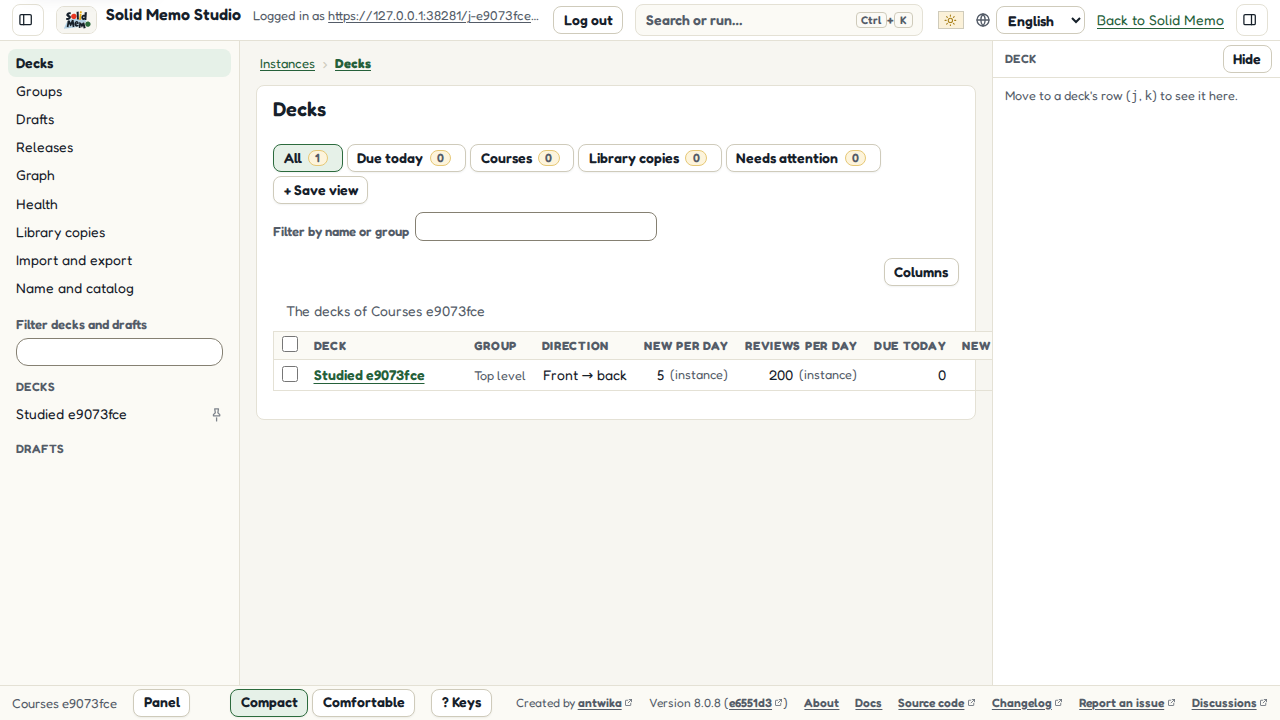 Solid Memo
Solid Memo Studio
Logged in as https://127.0.0.1:38281/j-e9073fce…
Log out
Search or run...
Ctrl+K
English
Back to Solid Memo
Decks
Groups
Drafts
Releases
Graph
Health
Library copies
Import and export
Name and catalog
Filter decks and drafts
DECKS
Studied e9073fce
DRAFTS
Instances › Decks
Decks
All 1
Due today 0
Courses 0
Library copies 0
Needs attention 0
+ Save view
Filter by name or group
Columns
The decks of Courses e9073fce
DECK GROUP DIRECTION NEW PER DAY REVIEWS PER DAY DUE TODAY NEW
Studied e9073fce Top level Front → back 5 (instance) 200 (instance) 0
DECK
Hide
Move to a deck's row (j, k) to see it here.
Courses e9073fce
Panel
Compact
Comfortable
? Keys
Created by antwika
Version 8.0.8 (e6551d3)
About
Docs
Source code
Changelog
Report an issue
Discussions